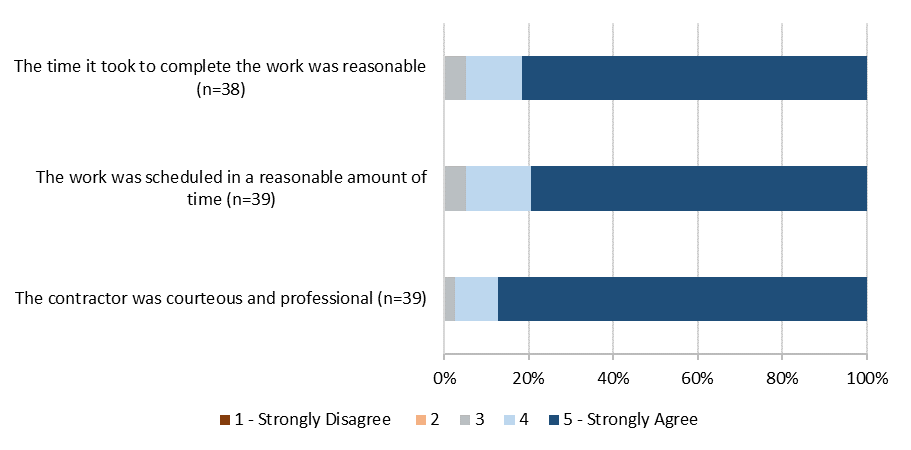 The time it took to complete the work was reasonable
(n=38)
The work was scheduled in a reasonable amount of
time (n=39)
The contractor was courteous and professional (n=39)
0% 20% 40% 60% 80% 100%
1 - Strongly Disagree 2 3 4 5 - Strongly Agree